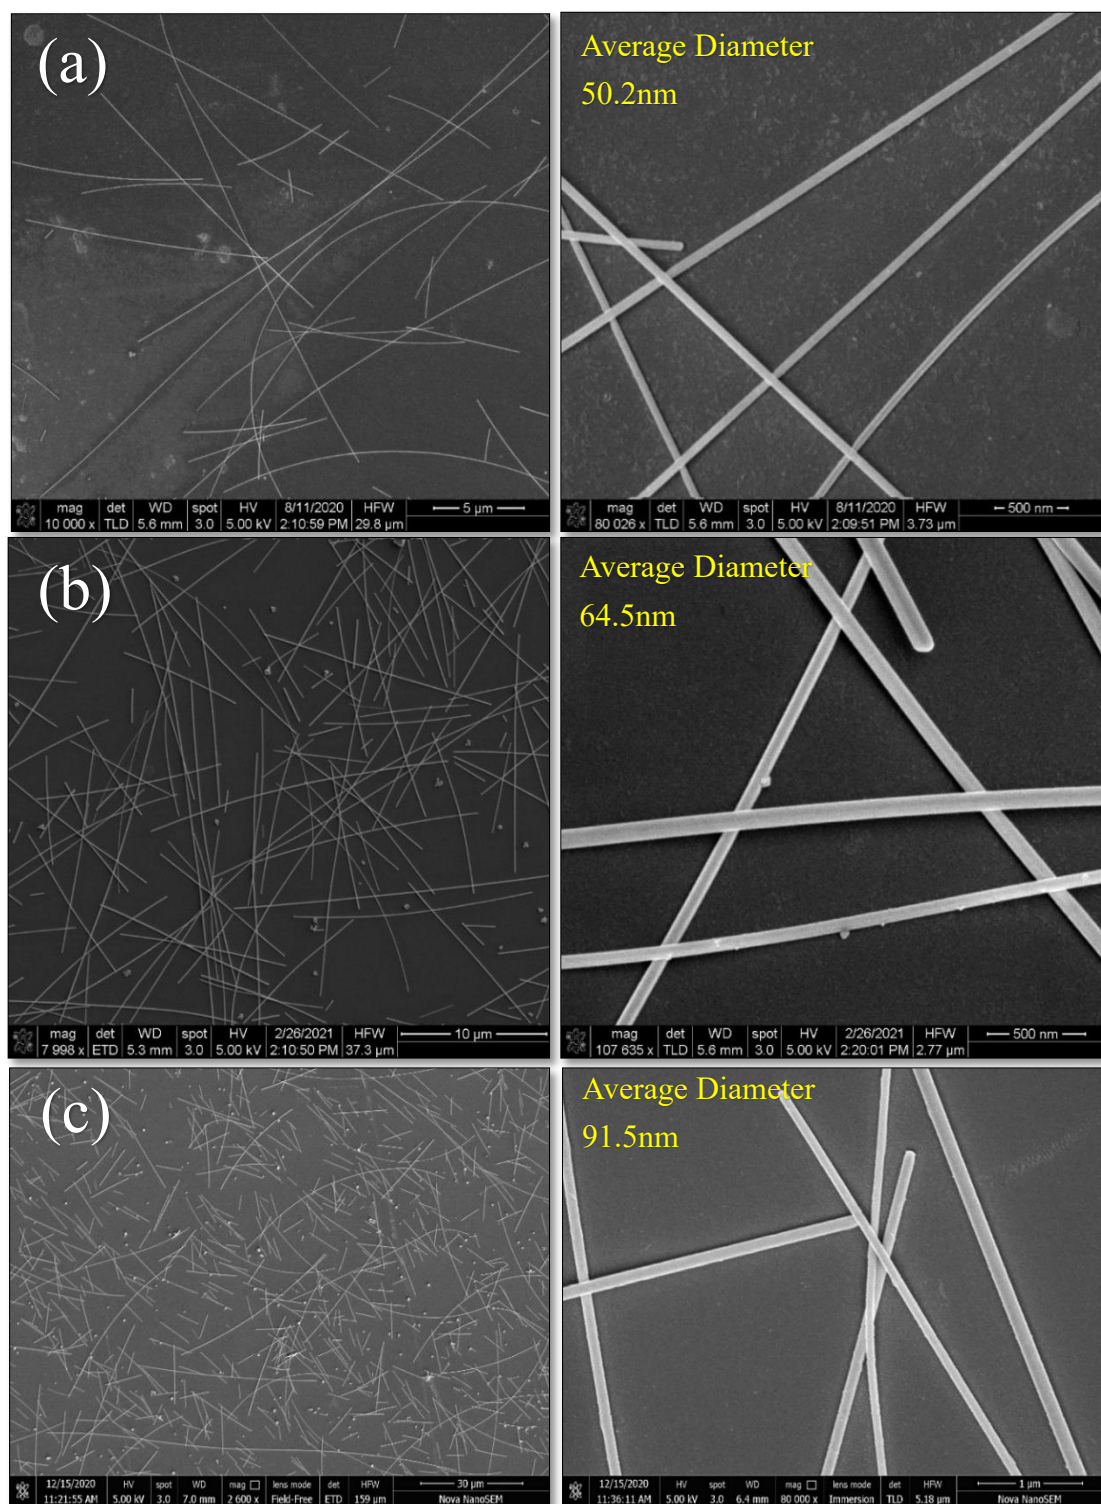 (a)
mag det WD spot HV 8/11/2020 HFW 5 µm
10 000 x TLD 5.6 mm 3.0 5.00 kV 2:10:59 PM 29.8 µm
Average Diameter
50.2nm
mag det WD spot HV 8/11/2020 HFW 500 nm
80 026 x TLD 5.6 mm 3.0 5.00 kV 2:09:51 PM 3.73 µm
(b)
mag det WD spot HV 2/26/2021 HFW 10 µm
7 998 x ETD 5.3 mm 3.0 5.00 kV 2:10:50 PM 37.3 µm
Average Diameter
64.5nm
mag det WD spot HV 2/26/2021 HFW 500 nm
107 635 x TLD 5.6 mm 3.0 5.00 kV 2:20:01 PM 2.77 µm
(c)
12/15/2020 HV spot WD mag lens mode det HFW 30 µm
11:21:55 AM 5.00 kV 3.0 7.0 mm 2 600 x Field-Free ETD 159 µm Nova NanoSEM
Average Diameter
91.5nm
12/15/2020 HV spot WD mag lens mode det HFW 1 µm
11:36:11 AM 5.00 kV 3.0 6.4 mm 80 000 x Immersion TLD 5.18 µm Nova NanoSEM